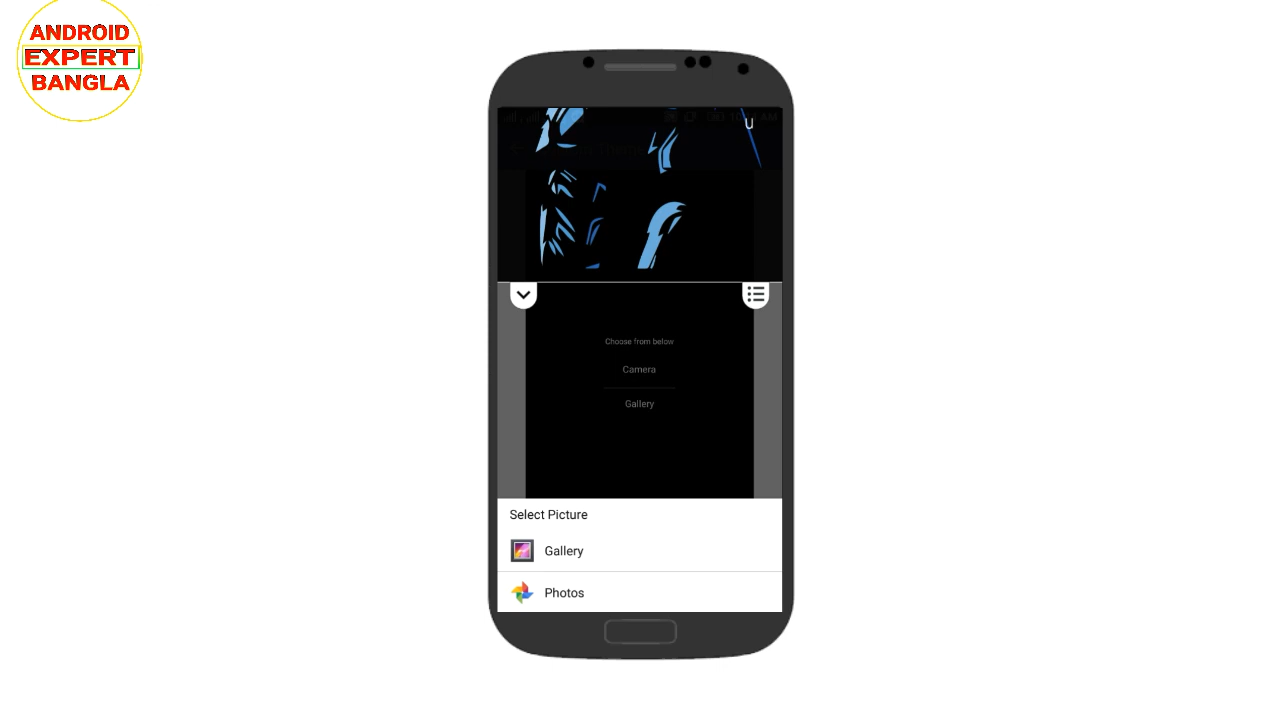 ANDROID
EXPERT
BANGLA
u
Choose from below
Camera
Gallery
Select Picture
Gallery
Photos